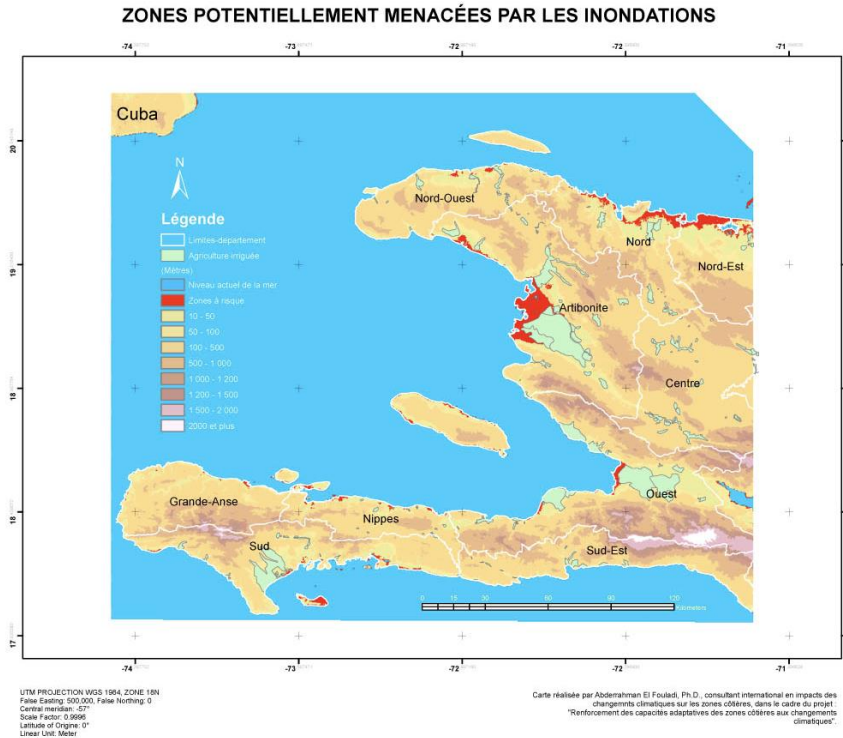 ZONES POTENTIELLEMENT MENACÉES PAR LES INONDATIONS
-74
-73
-72
-72
-71
Cuba
20
20
N
Nord-Ouest
Légende
Limites-département
Nord
Agriculture irriguée
Nord-Est
(Mètres)
19
19
Niveau actuel de la mer
Zones à risque
Artibonite
10 - 50
50 - 100
100 - 500
500 - 1 000
1 000 - 1 200
Centre
18
18
1 200 - 1 500
1 500 - 2 000
2000 et plus
Grande-Anse
Ouest
Nippes
18
18
Sud
Sud-Est
0
15
30
60
90
120
Kilometers
17
17
-74
-73
-72
-72
-71
UTM PROJECTION WGS 1984, ZONE 18N
False Easting: 500,000, False Northing: 0
Central meridian: -57°
Scale Factor: 0.9996
Latitude of Origine: 0°
Linear Unit: Meter
Carte réalisée par Abderrahman El Fouladi, Ph.D., consultant international en impacts des
changemnts climatiques sur les zones côtières, dans le cadre du projet :
"Renforcement des capacités adaptatives des zones côtières aux changements
climatiques".